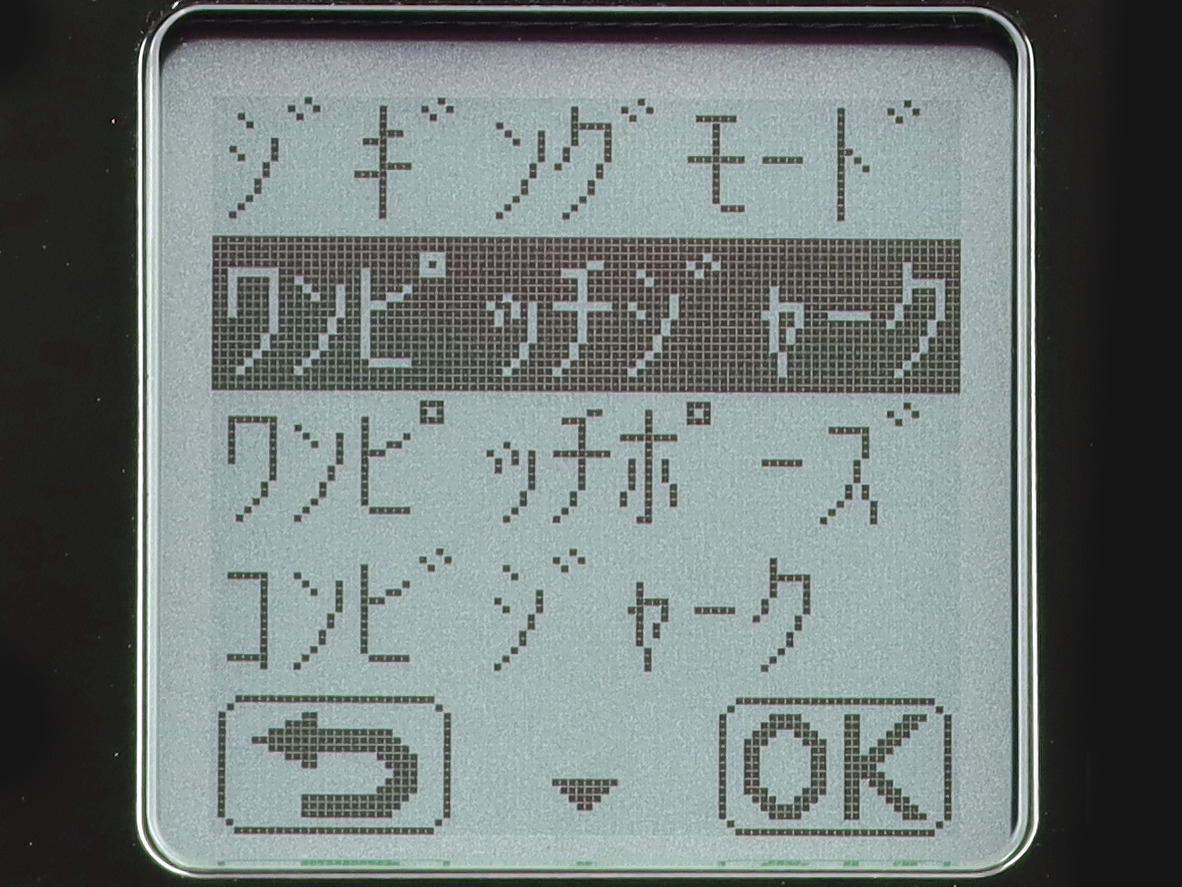 ｼﾞｷﾞﾝｸﾞﾓｰﾄﾞ
ﾜﾝﾋﾟｯﾁｼﾞｬｰｸ
ﾜﾝﾋﾟｯﾁﾎﾟｰｽﾞ
ｺﾝﾋﾞｼﾞｬｰｸ
OK